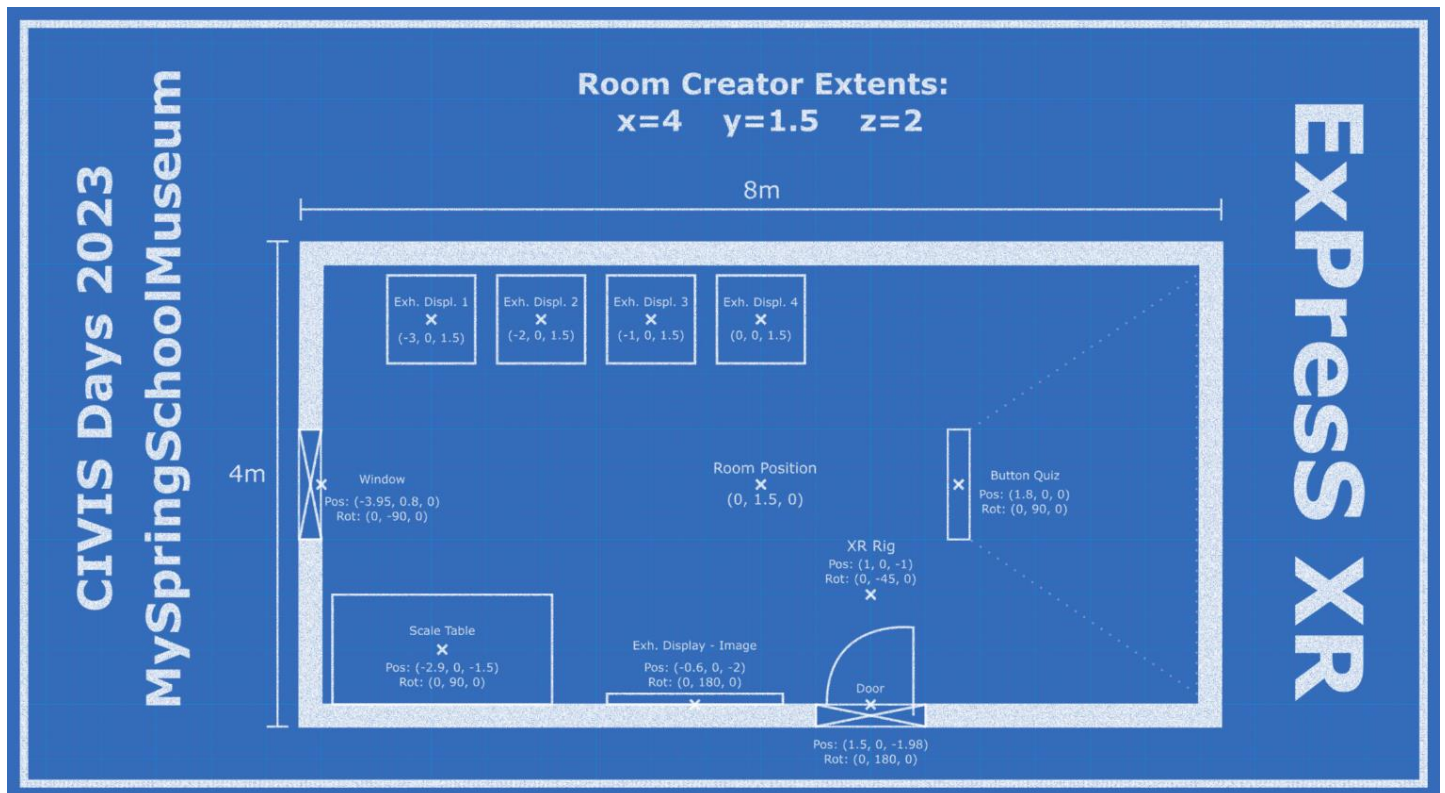 CIVIS Days 2023
MySpringSchoolMuseum
Room Creator Extents:
x=4 y=1.5 z=2
8m
Exh. Displ. 1
(-3, 0, 1.5)
Exh. Displ. 2
(-2, 0, 1.5)
Exh. Displ. 3
(-1, 0, 1.5)
Exh. Displ. 4
(0, 0, 1.5)
4m
Window
Pos: (-3.95, 0.8, 0)
Rot: (0, -90, 0)
Room Position
(0, 1.5, 0)
Button Quiz
Pos: (1.8, 0, 0)
Rot: (0, 90, 0)
XR Rig
Pos: (1, 0, -1)
Rot: (0, -45, 0)
Scale Table
Pos: (-2.9, 0, -1.5)
Rot: (0, 90, 0)
Exh. Display - Image
Pos: (-0.6, 0, -2)
Rot: (0, 180, 0)
Door
Pos: (1.5, 0, -1.98)
Rot: (0, 180, 0)
ExPresS XR